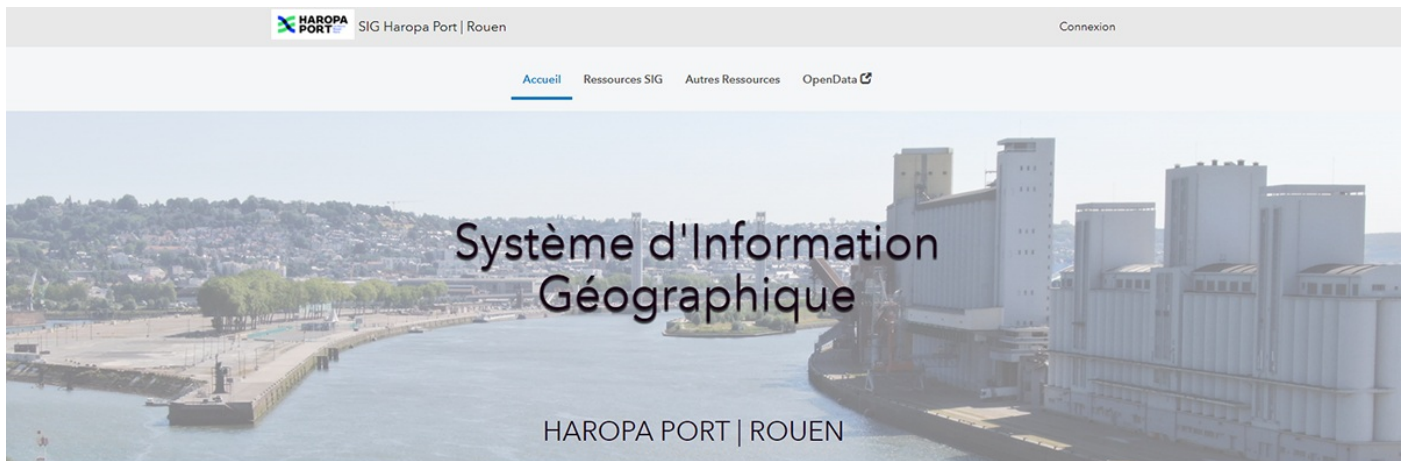 HAROPA
PORT
SIG Haropa Port | Rouen
Connexion
Accueil
Ressources SIG
Autres Ressources
OpenData
Système d'Information
Géographique
HAROPA PORT | ROUEN